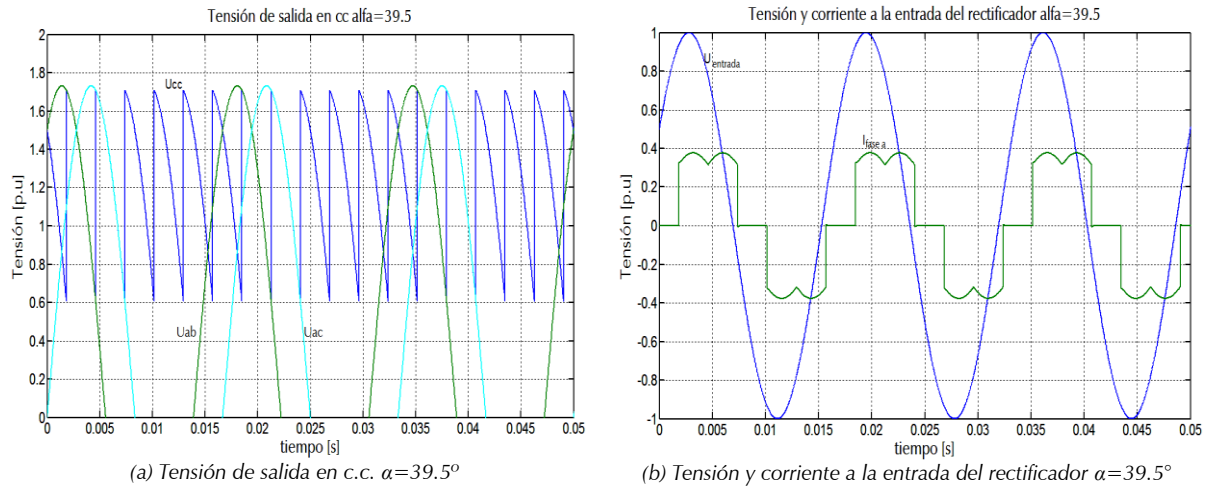 Tensión de salida en cc alfa=39.5
Tensión [p.u]
2
1.8
1.6
1.4
1.2
1
0.8
0.6
0.4
0.2
0
Ucc
Uab
Uac
0 0.005 0.01 0.015 0.02 0.025 0.03 0.035 0.04 0.045 0.05
tiempo [s]
(a) Tensión de salida en c.c. α=39.5º
Tensión y corriente a la entrada del rectificador alfa=39.5
Tensión [p.u]
1
0.8
0.6
0.4
0.2
0
-0.2
-0.4
-0.6
-0.8
-1
Uentrada
Ifase a
0 0.005 0.01 0.015 0.02 0.025 0.03 0.035 0.04 0.045 0.05
tiempo [s]
(b) Tensión y corriente a la entrada del rectificador α=39.5°